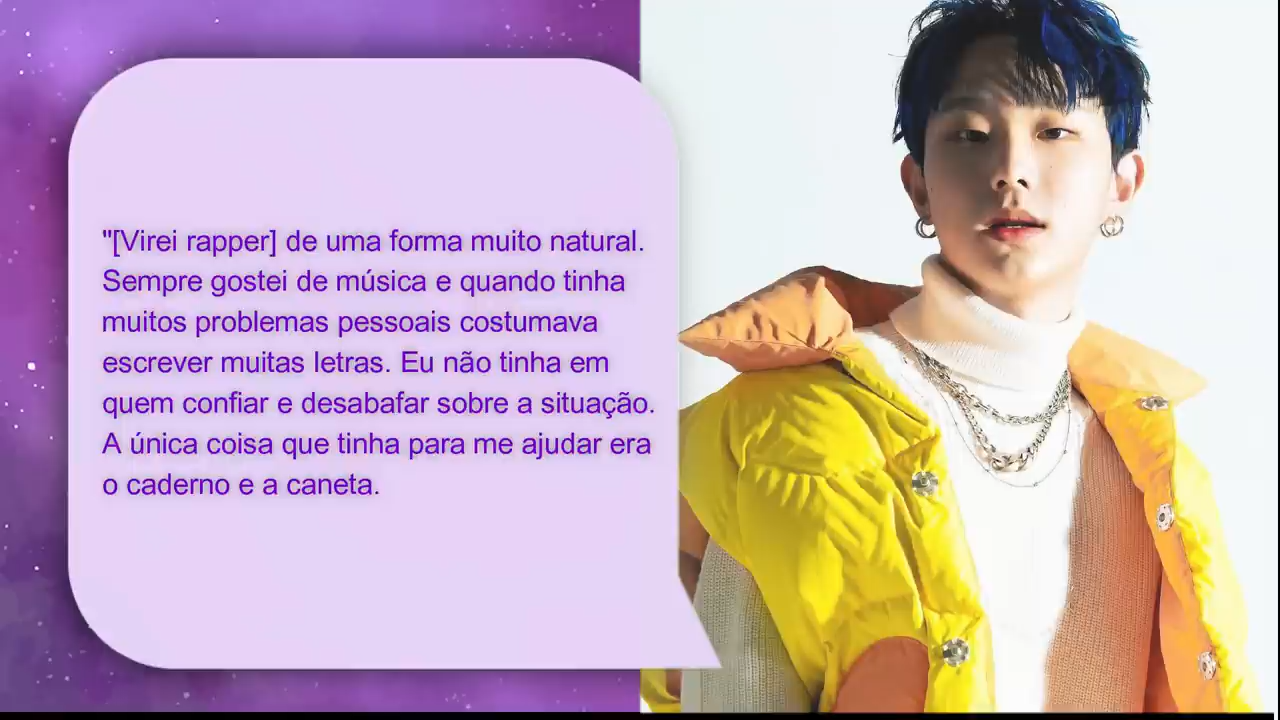 "[Virei rapper] de uma forma muito natural.
Sempre gostei de música e quando tinha
muitos problemas pessoais costumava
escrever muitas letras. Eu não tinha em
quem confiar e desabafar sobre a situação.
A única coisa que tinha para me ajudar era
o caderno e a caneta.